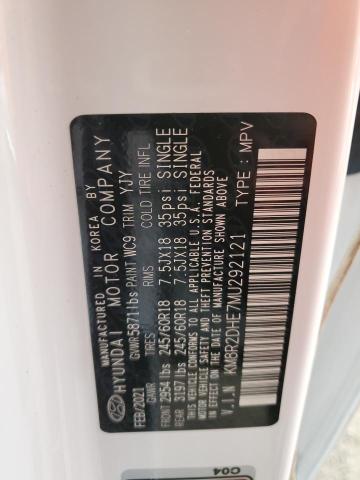 MANUFACTURED IN KOREA BY
HYUNDAI MOTOR COMPANY
FEB/2021 GVWR5871lbs PAINT WC9 TRIM YJY
GAWR RIMS COLD TIRE INFL
FRONT 2954 lbs 245/60R18 7.5JX18 35psi SINGLE
REAR 3197 lbs 245/60R18 7.5JX18 35psi SINGLE
THIS VEHICLE CONFORMS TO ALL APPLICABLE U.S.A. FEDERAL
MOTOR VEHICLE SAFETY AND THEFT PREVENTION STANDARDS
IN EFFECT ON THE DATE OF MANUFACTURE SHOWN ABOVE
V.I.N KM8R2DHE7MU292121 TYPE: MPV
C04